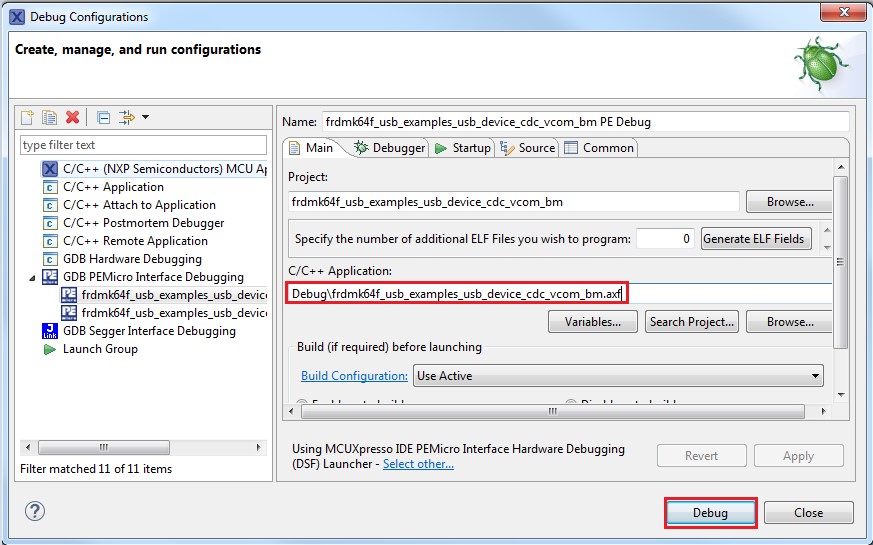 Debug Configurations
Create, manage, and run configurations
type filter text
C/C++ (NXP Semiconductors) MCU Ap
C/C++ Application
C/C++ Attach to Application
C/C++ Postmortem Debugger
C/C++ Remote Application
GDB Hardware Debugging
GDB PEMicro Interface Debugging
frdmk64f_usb_examples_usb_device
frdmk64f_usb_examples_usb_device
GDB Segger Interface Debugging
Launch Group
Filter matched 11 of 11 items
Name: frdmk64f_usb_examples_usb_device_cdc_vcom_bm PE Debug
Main Debugger Startup Source Common
Project:
frdmk64f_usb_examples_usb_device_cdc_vcom_bm Browse...
Specify the number of additional ELF Files you wish to program: 0 Generate ELF Fields
C/C++ Application:
Debug\frdmk64f_usb_examples_usb_device_cdc_vcom_bm.axf
Variables... Search Project... Browse...
Build (if required) before launching
Build Configuration: Use Active
Using MCUXpresso IDE PEMicro Interface Hardware Debugging
(DSF) Launcher - Select other...
Revert Apply
Debug Close